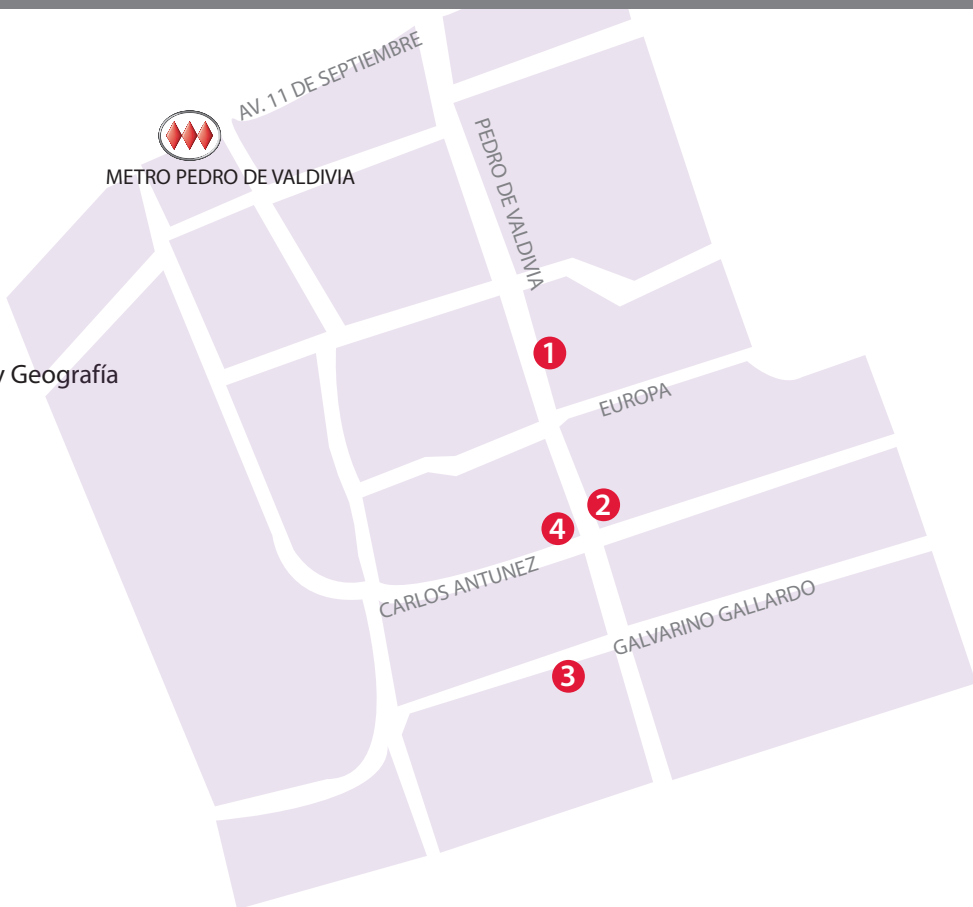 AV. 11 DE SEPTIEMBRE
METRO PEDRO DE VALDIVIA
PEDRO DE VALDIVIA
1
y Geografía
EUROPA
2
4
CARLOS ANTUNEZ
GALVARINO GALLARDO
3